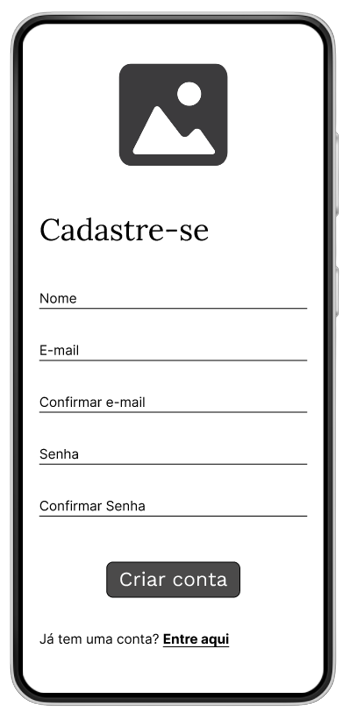 Cadastre-se
Nome
E-mail
Confirmar e-mail
Senha
Confirmar Senha
Criar conta
Já tem uma conta? Entre aqui